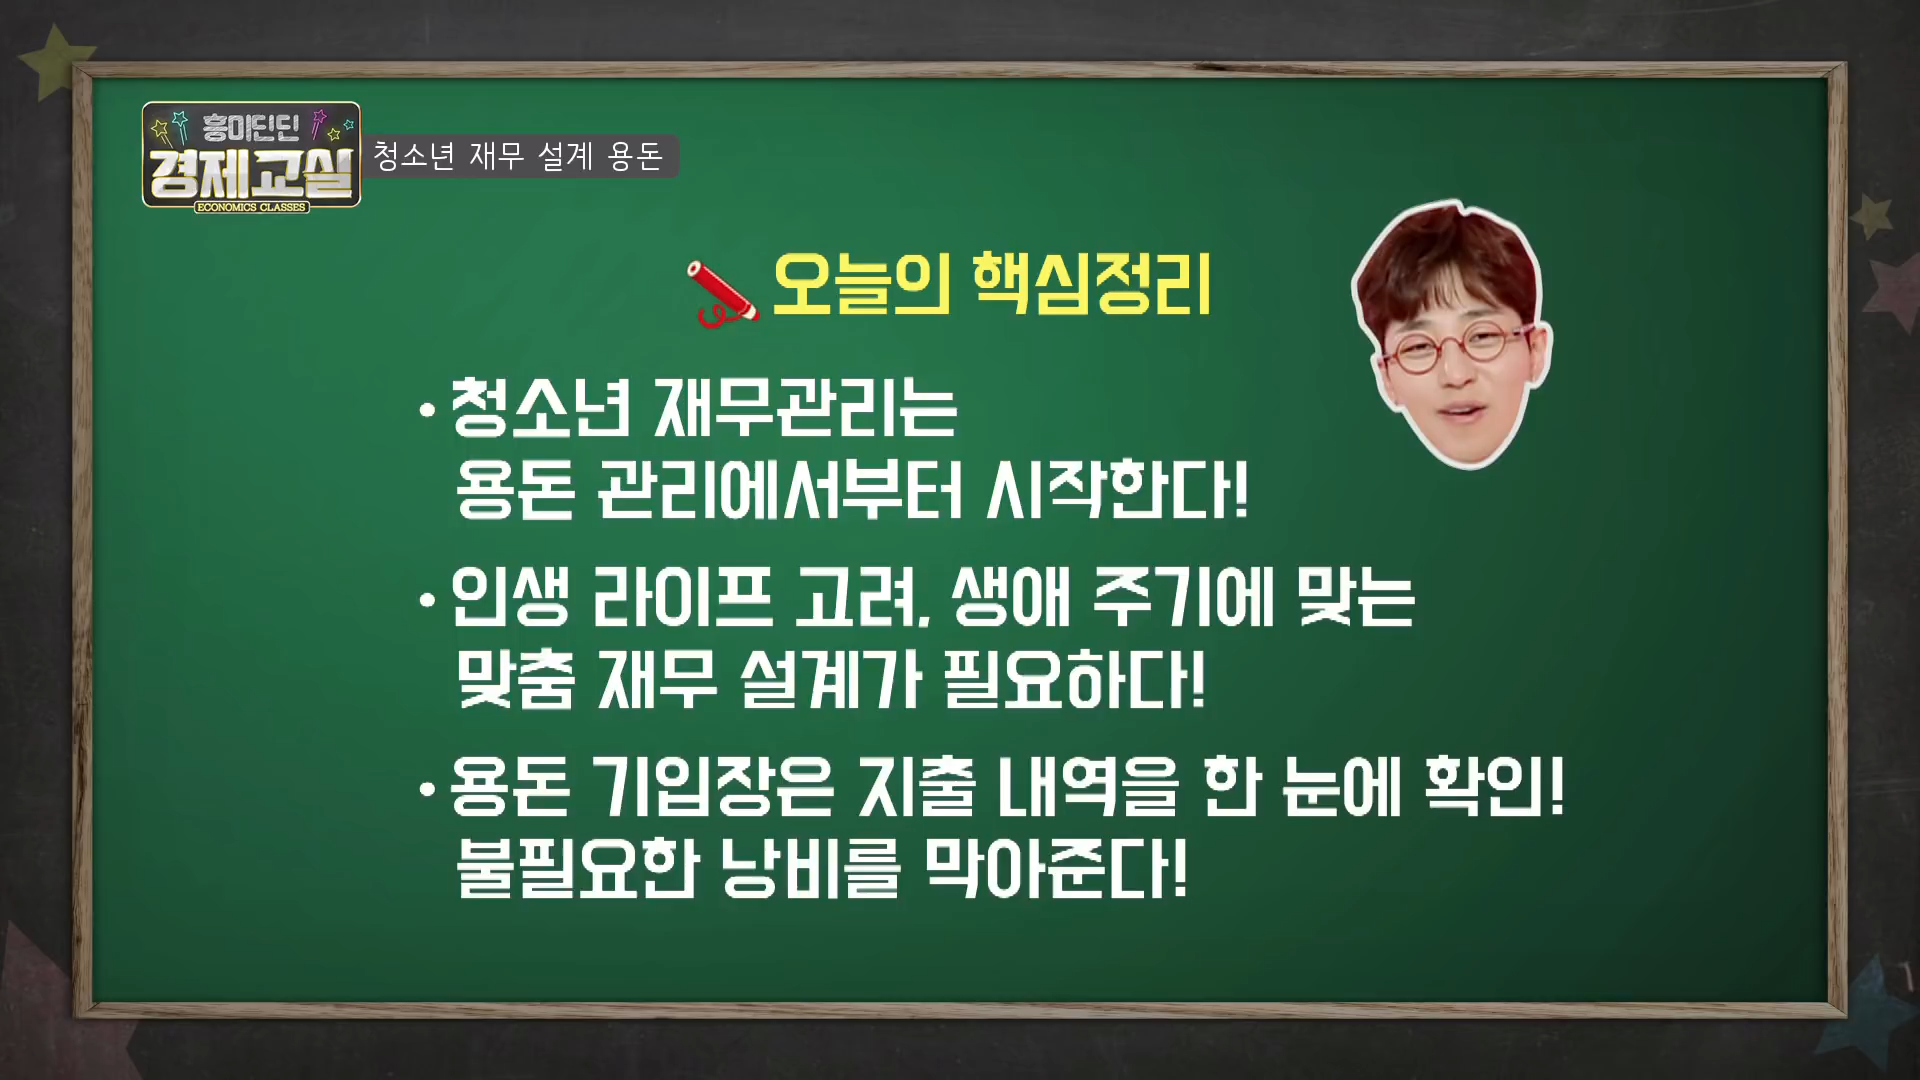 흥미딘딘
경제교실
ECONOMICS CLASSES
청소년 재무 설계 용돈
오늘의 핵심정리
• 청소년 재무관리는
용돈 관리에서부터 시작한다!
• 인생 라이프 고려, 생애 주기에 맞는
맞춤 재무 설계가 필요하다!
• 용돈 기입장은 지출 내역을 한 눈에 확인!
불필요한 낭비를 막아준다!